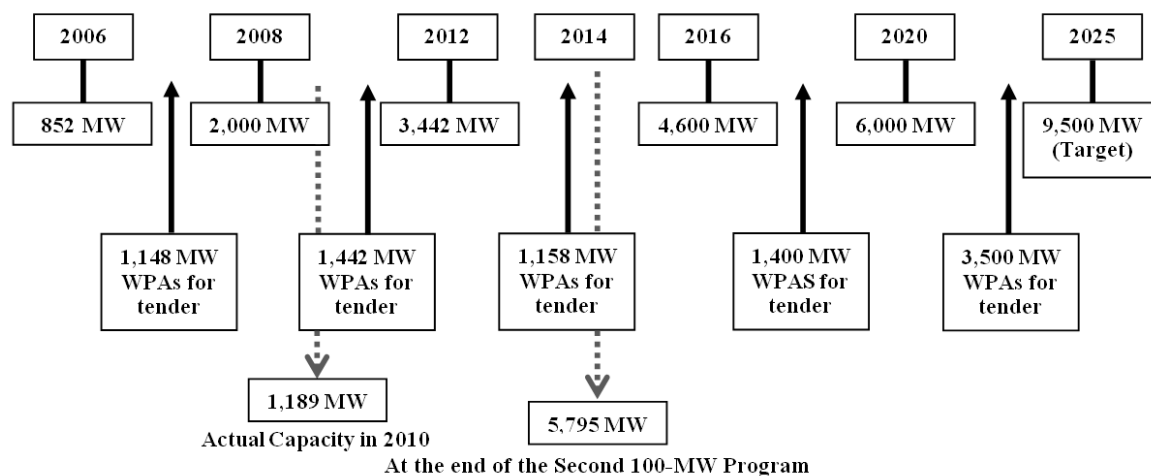 2006
2008
2012
2014
2016
2020
2025
852 MW
2,000 MW
3,442 MW
4,600 MW
6,000 MW
9,500 MW
(Target)
1,148 MW
WPAs for
tender
1,442 MW
WPAs for
tender
1,158 MW
WPAs for
tender
1,400 MW
WPAS for
tender
3,500 MW
WPAs for
tender
1,189 MW
Actual Capacity in 2010
5,795 MW
At the end of the Second 100-MW Program